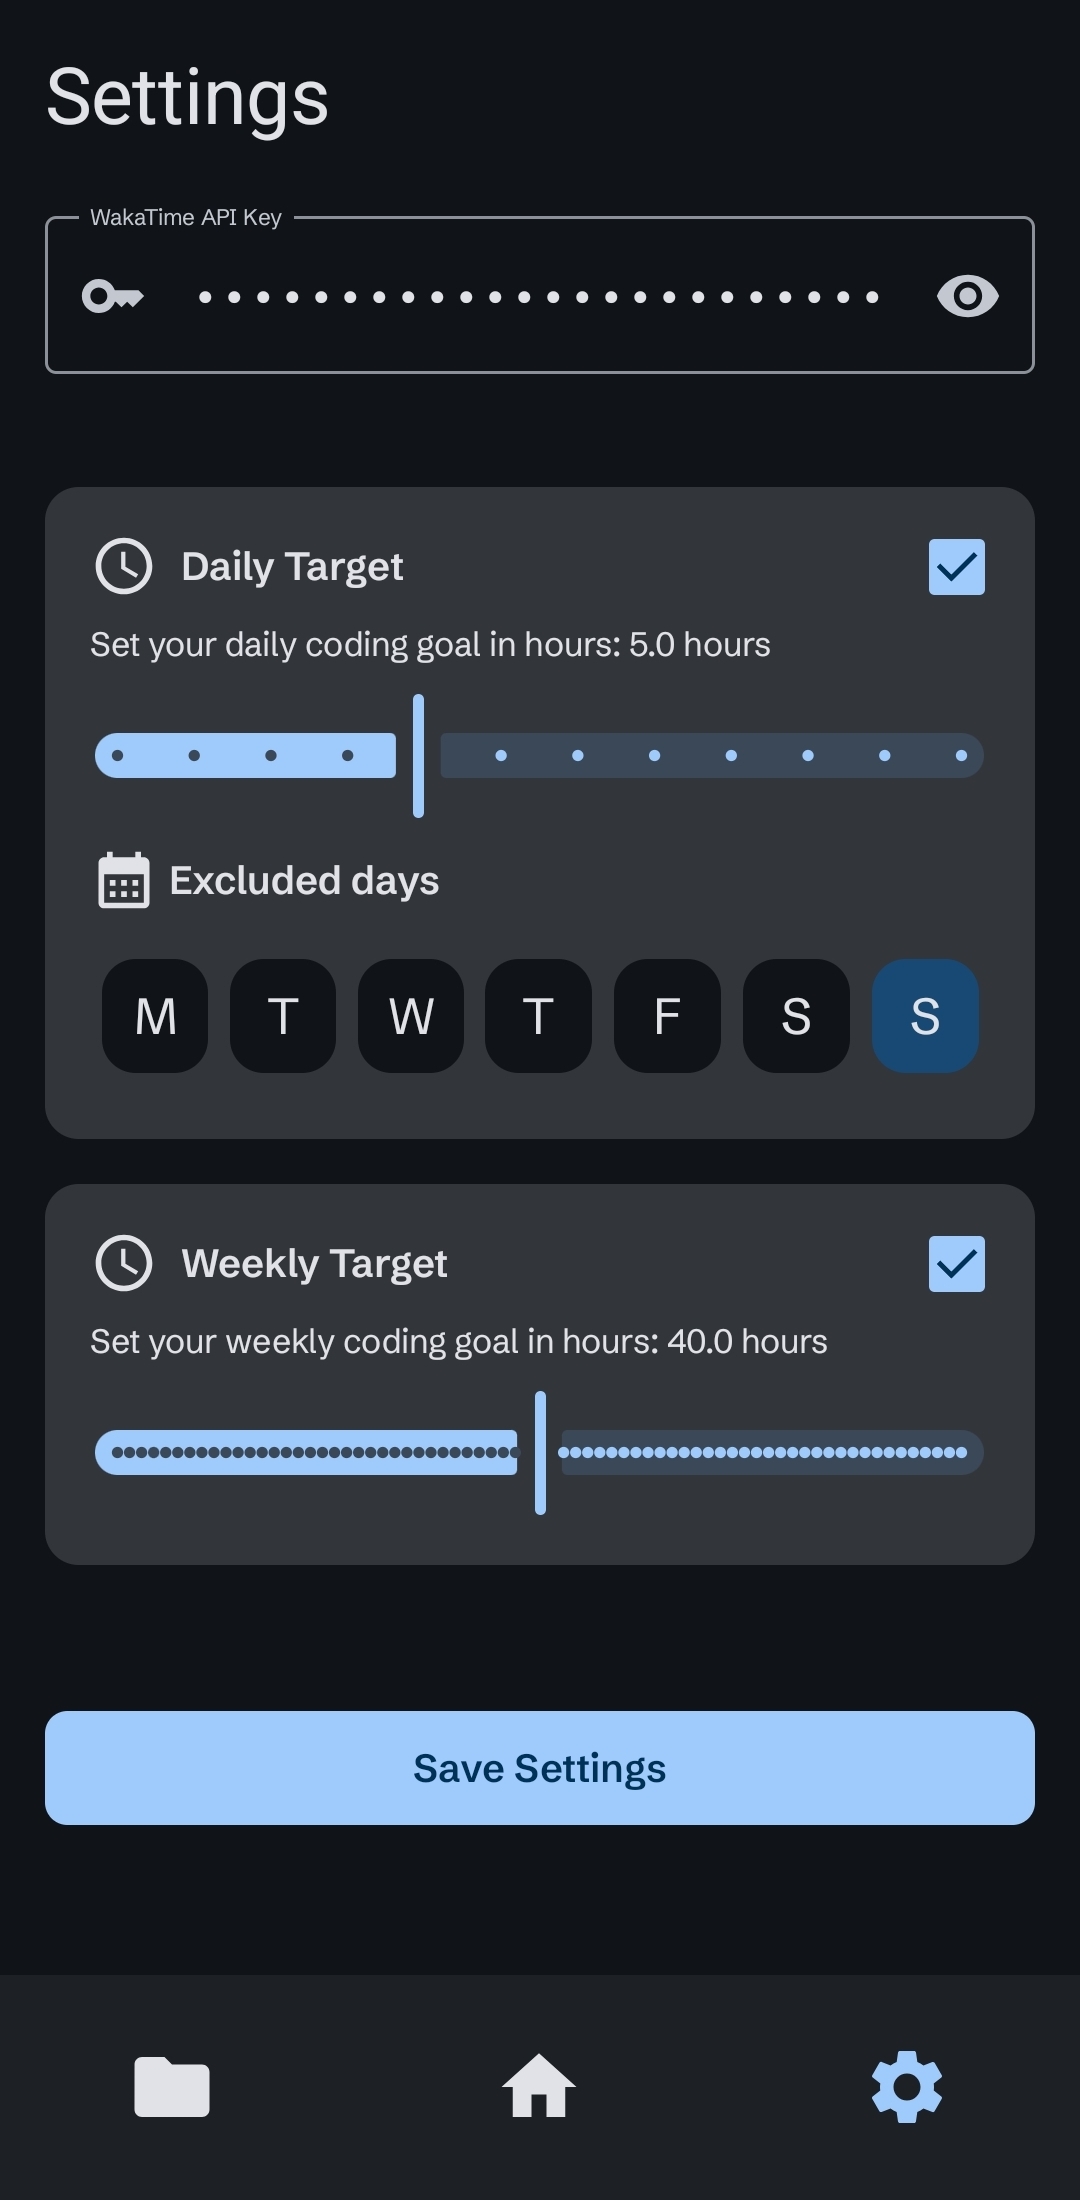 Settings
WakaTime API Key
Daily Target
Set your daily coding goal in hours: 5.0 hours
Excluded days
M T W T F S S
Weekly Target
Set your weekly coding goal in hours: 40.0 hours
Save Settings